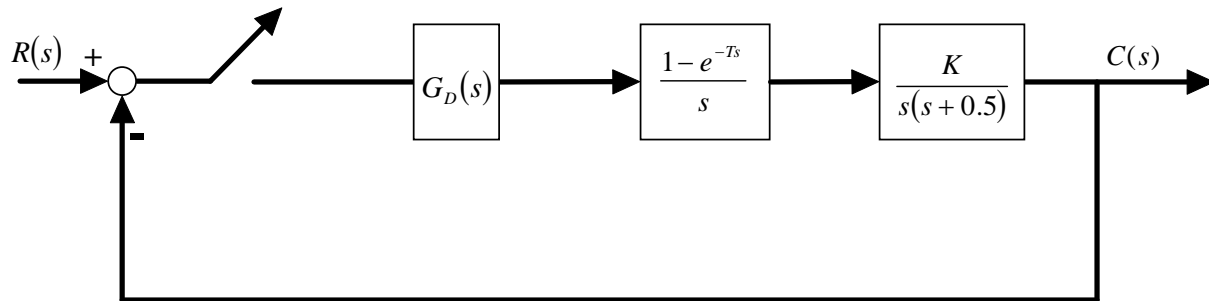 R(s) +
-
G_D(s)
1 - e^{-Ts}
s
K
s(s + 0.5)
C(s)